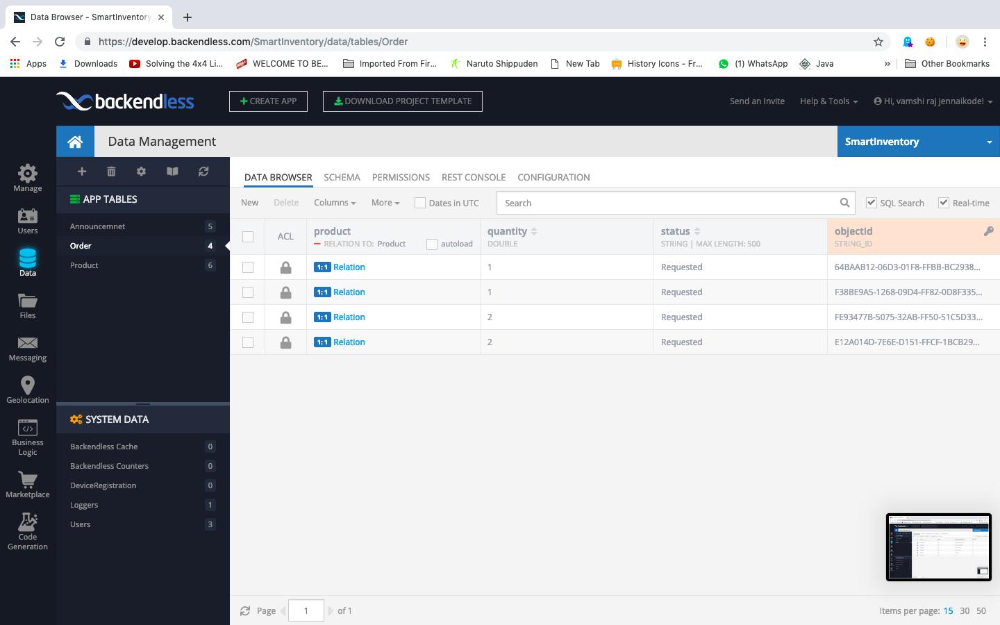 Data Browser - SmartInventory
https://develop.backendless.com/SmartInventory/data/tables/Order
Apps
Downloads
Solving the 4x4 Li...
WELCOME TO BE...
Imported From Fir...
Naruto Shippuden
New Tab
History Icons - Fr...
(1) WhatsApp
Java
»
Other Bookmarks
backendless
CREATE APP
DOWNLOAD PROJECT TEMPLATE
Send an Invite
Help & Tools
Hi, vamshi raj jennaikode!
Data Management
SmartInventory
Manage
Users
Data
Files
Messaging
Geolocation
Business
Logic
Marketplace
Code
Generation
APP TABLES
Announcemnet 5
Order 4
Product 6
SYSTEM DATA
Backendless Cache 0
Backendless Counters 0
DeviceRegistration 0
Loggers 1
Users 3
DATA BROWSER SCHEMA PERMISSIONS REST CONSOLE CONFIGURATION
New Delete Columns More Dates in UTC Search SQL Search Real-time
ACL product quantity status objectId
RELATION TO: Product autoload DOUBLE STRING | MAX LENGTH: 500 STRING_ID
1:1 Relation 1 Requested 64BAAB12-06D3-01F8-FFBB-BC2938...
1:1 Relation 1 Requested F38BE9A5-1268-09D4-FF82-0D8F335...
1:1 Relation 2 Requested FE93477B-5075-32AB-FF50-51C5D33...
1:1 Relation 2 Requested E12A014D-7E6E-D151-FFCF-1BCB29...
Page 1 of 1
Items per page: 15 30 50